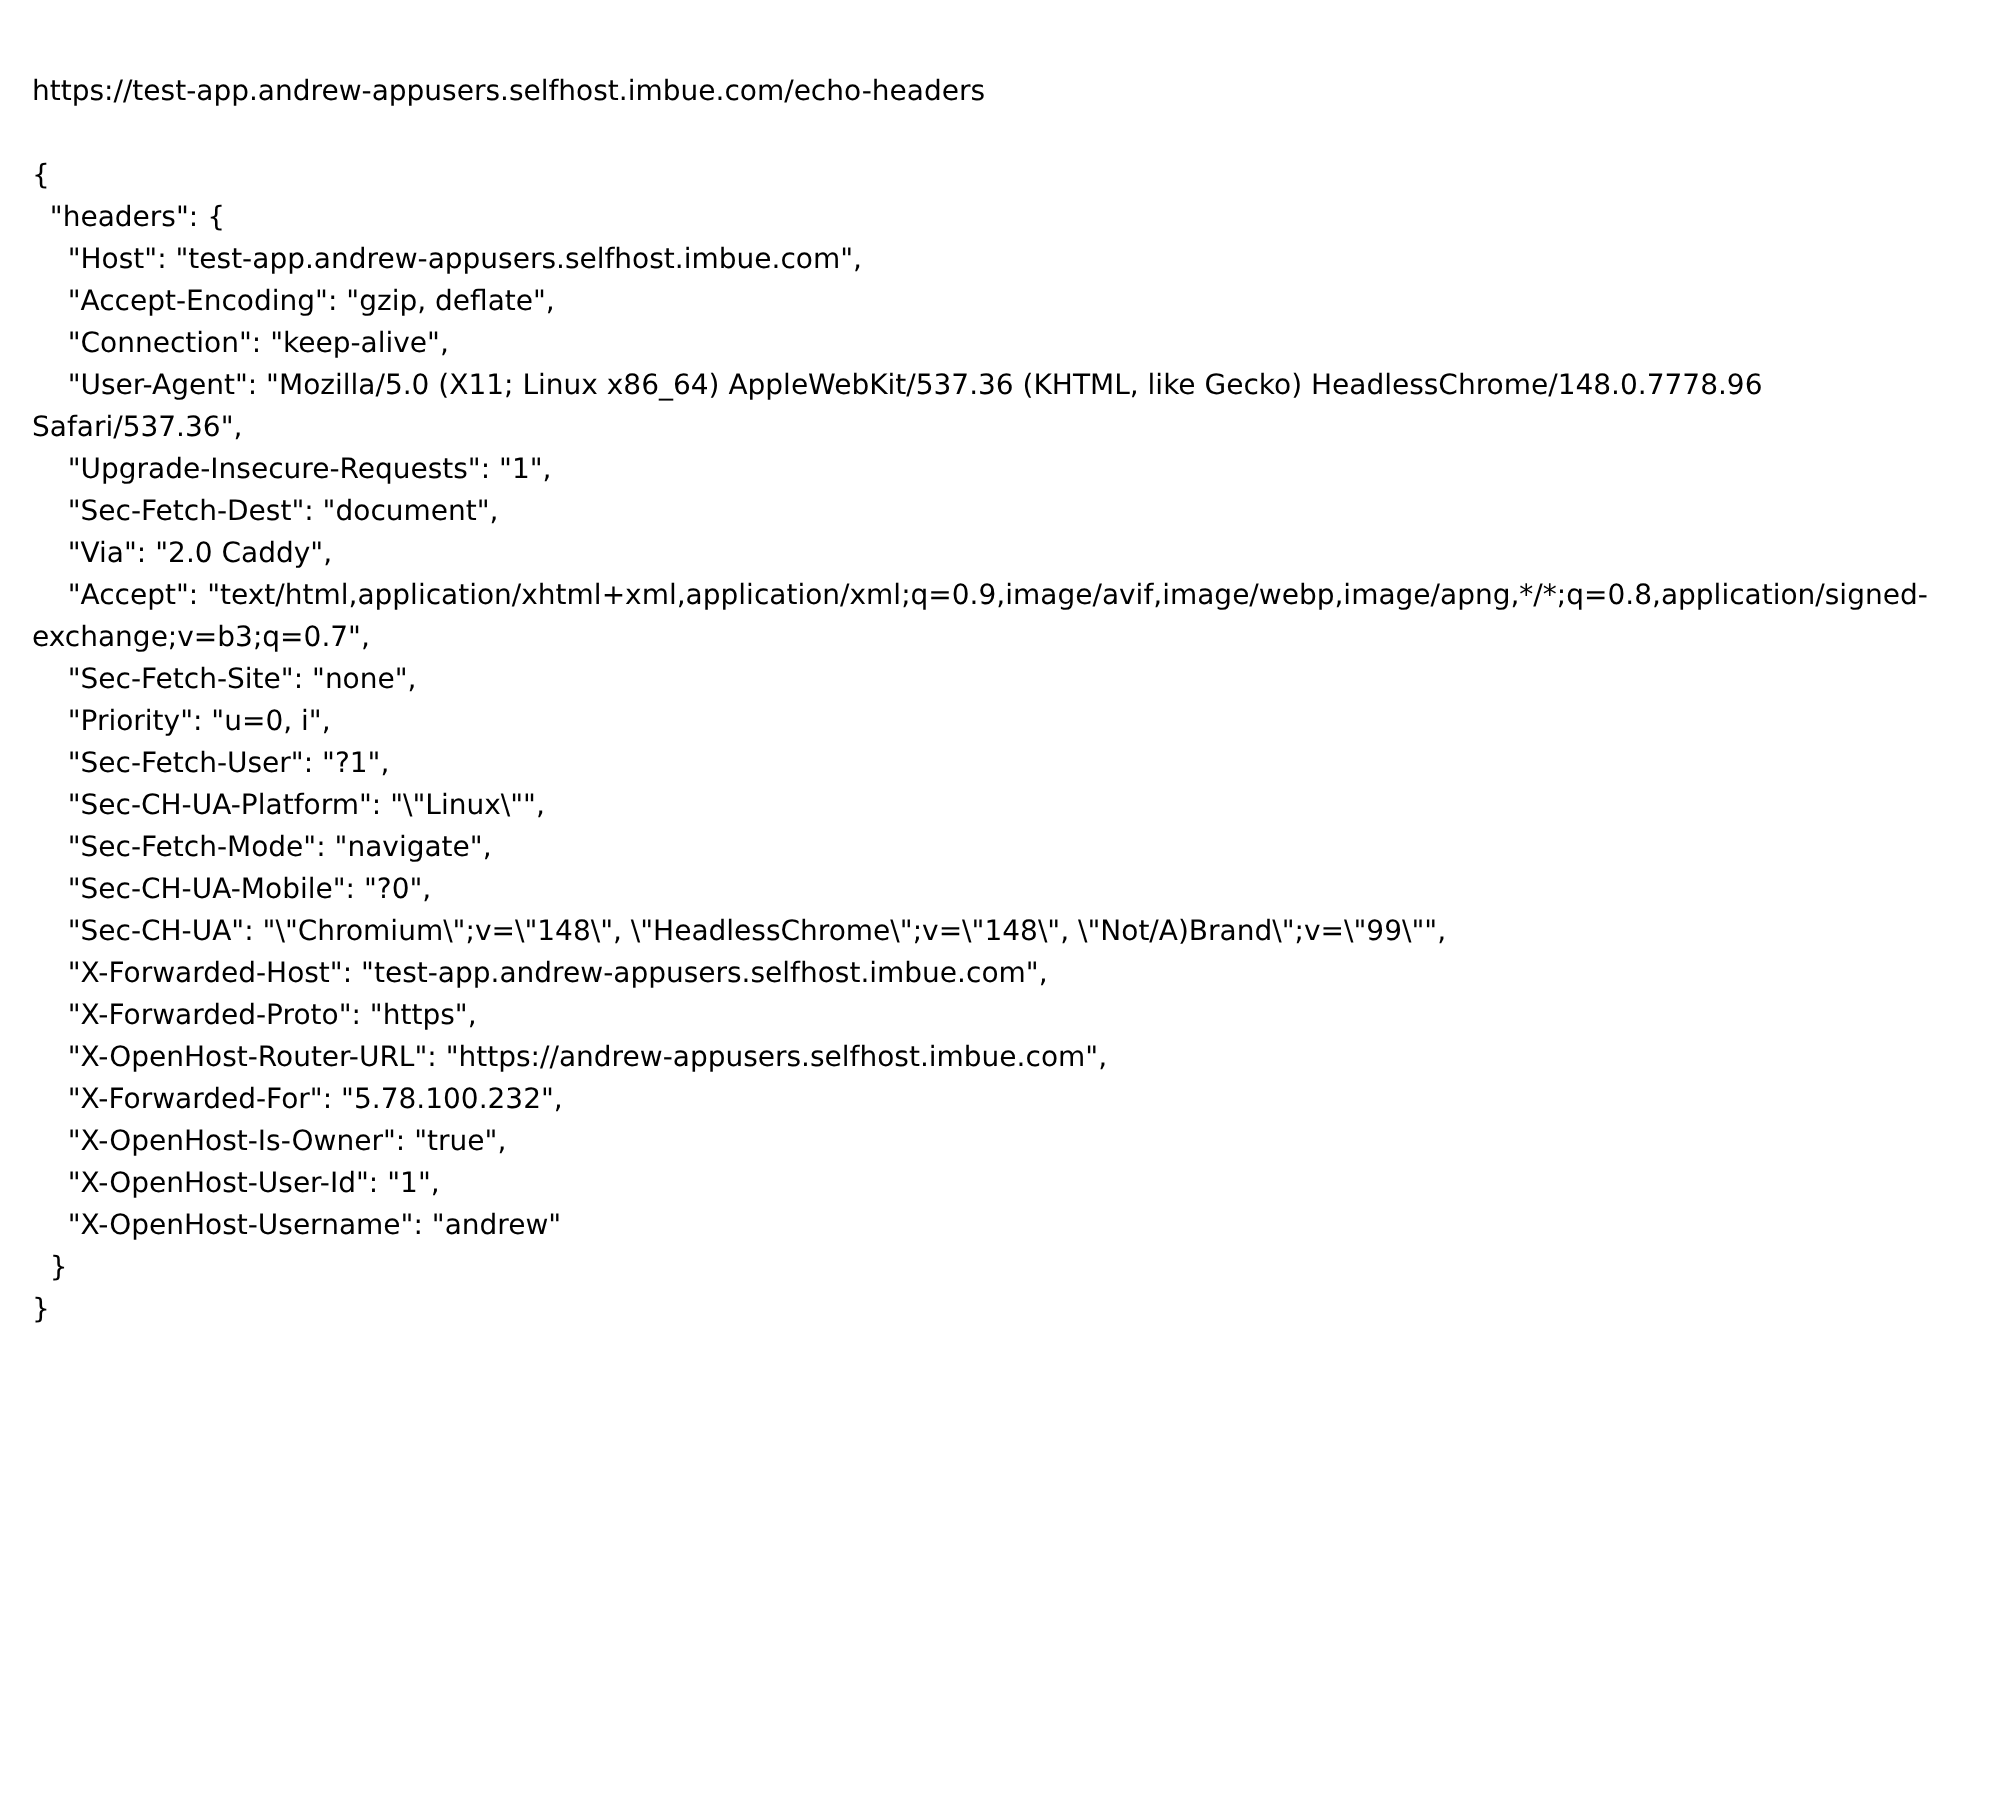 https://test-app.andrew-appusers.selfhost.imbue.com/echo-headers

{
  "headers": {
    "Host": "test-app.andrew-appusers.selfhost.imbue.com",
    "Accept-Encoding": "gzip, deflate",
    "Connection": "keep-alive",
    "User-Agent": "Mozilla/5.0 (X11; Linux x86_64) AppleWebKit/537.36 (KHTML, like Gecko) HeadlessChrome/148.0.7778.96
Safari/537.36",
    "Upgrade-Insecure-Requests": "1",
    "Sec-Fetch-Dest": "document",
    "Via": "2.0 Caddy",
    "Accept": "text/html,application/xhtml+xml,application/xml;q=0.9,image/avif,image/webp,image/apng,*/*;q=0.8,application/signed-
exchange;v=b3;q=0.7",
    "Sec-Fetch-Site": "none",
    "Priority": "u=0, i",
    "Sec-Fetch-User": "?1",
    "Sec-CH-UA-Platform": "\"Linux\"",
    "Sec-Fetch-Mode": "navigate",
    "Sec-CH-UA-Mobile": "?0",
    "Sec-CH-UA": "\"Chromium\";v=\"148\", \"HeadlessChrome\";v=\"148\", \"Not/A)Brand\";v=\"99\"",
    "X-Forwarded-Host": "test-app.andrew-appusers.selfhost.imbue.com",
    "X-Forwarded-Proto": "https",
    "X-OpenHost-Router-URL": "https://andrew-appusers.selfhost.imbue.com",
    "X-Forwarded-For": "5.78.100.232",
    "X-OpenHost-Is-Owner": "true",
    "X-OpenHost-User-Id": "1",
    "X-OpenHost-Username": "andrew"
  }
}